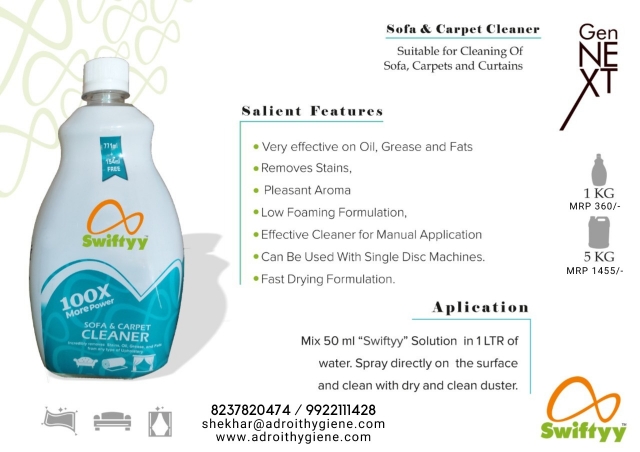 Sofa & Carpet Cleaner
Suitable for Cleaning Of
Sofa, Carpets and Curtains
Gen
NE
XT
Salient Features
Very effective on Oil, Grease and Fats
Removes Stains,
Pleasant Aroma
Low Foaming Formulation,
Effective Cleaner for Manual Application
Can Be Used With Single Disc Machines.
Fast Drying Formulation.
1 KG
MRP 360/-
5 KG
MRP 1455/-
FREE
Swiftyy™
100X
More Power
SOFA & CARPET
CLEANER
Aplication
Mix 50 ml “Swiftyy” Solution in 1 LTR of
water. Spray directly on the surface
and clean with dry and clean duster.
8237820474 / 9922111428
shekhar@adroithygiene.com
www.adroithygiene.com
Swiftyy™